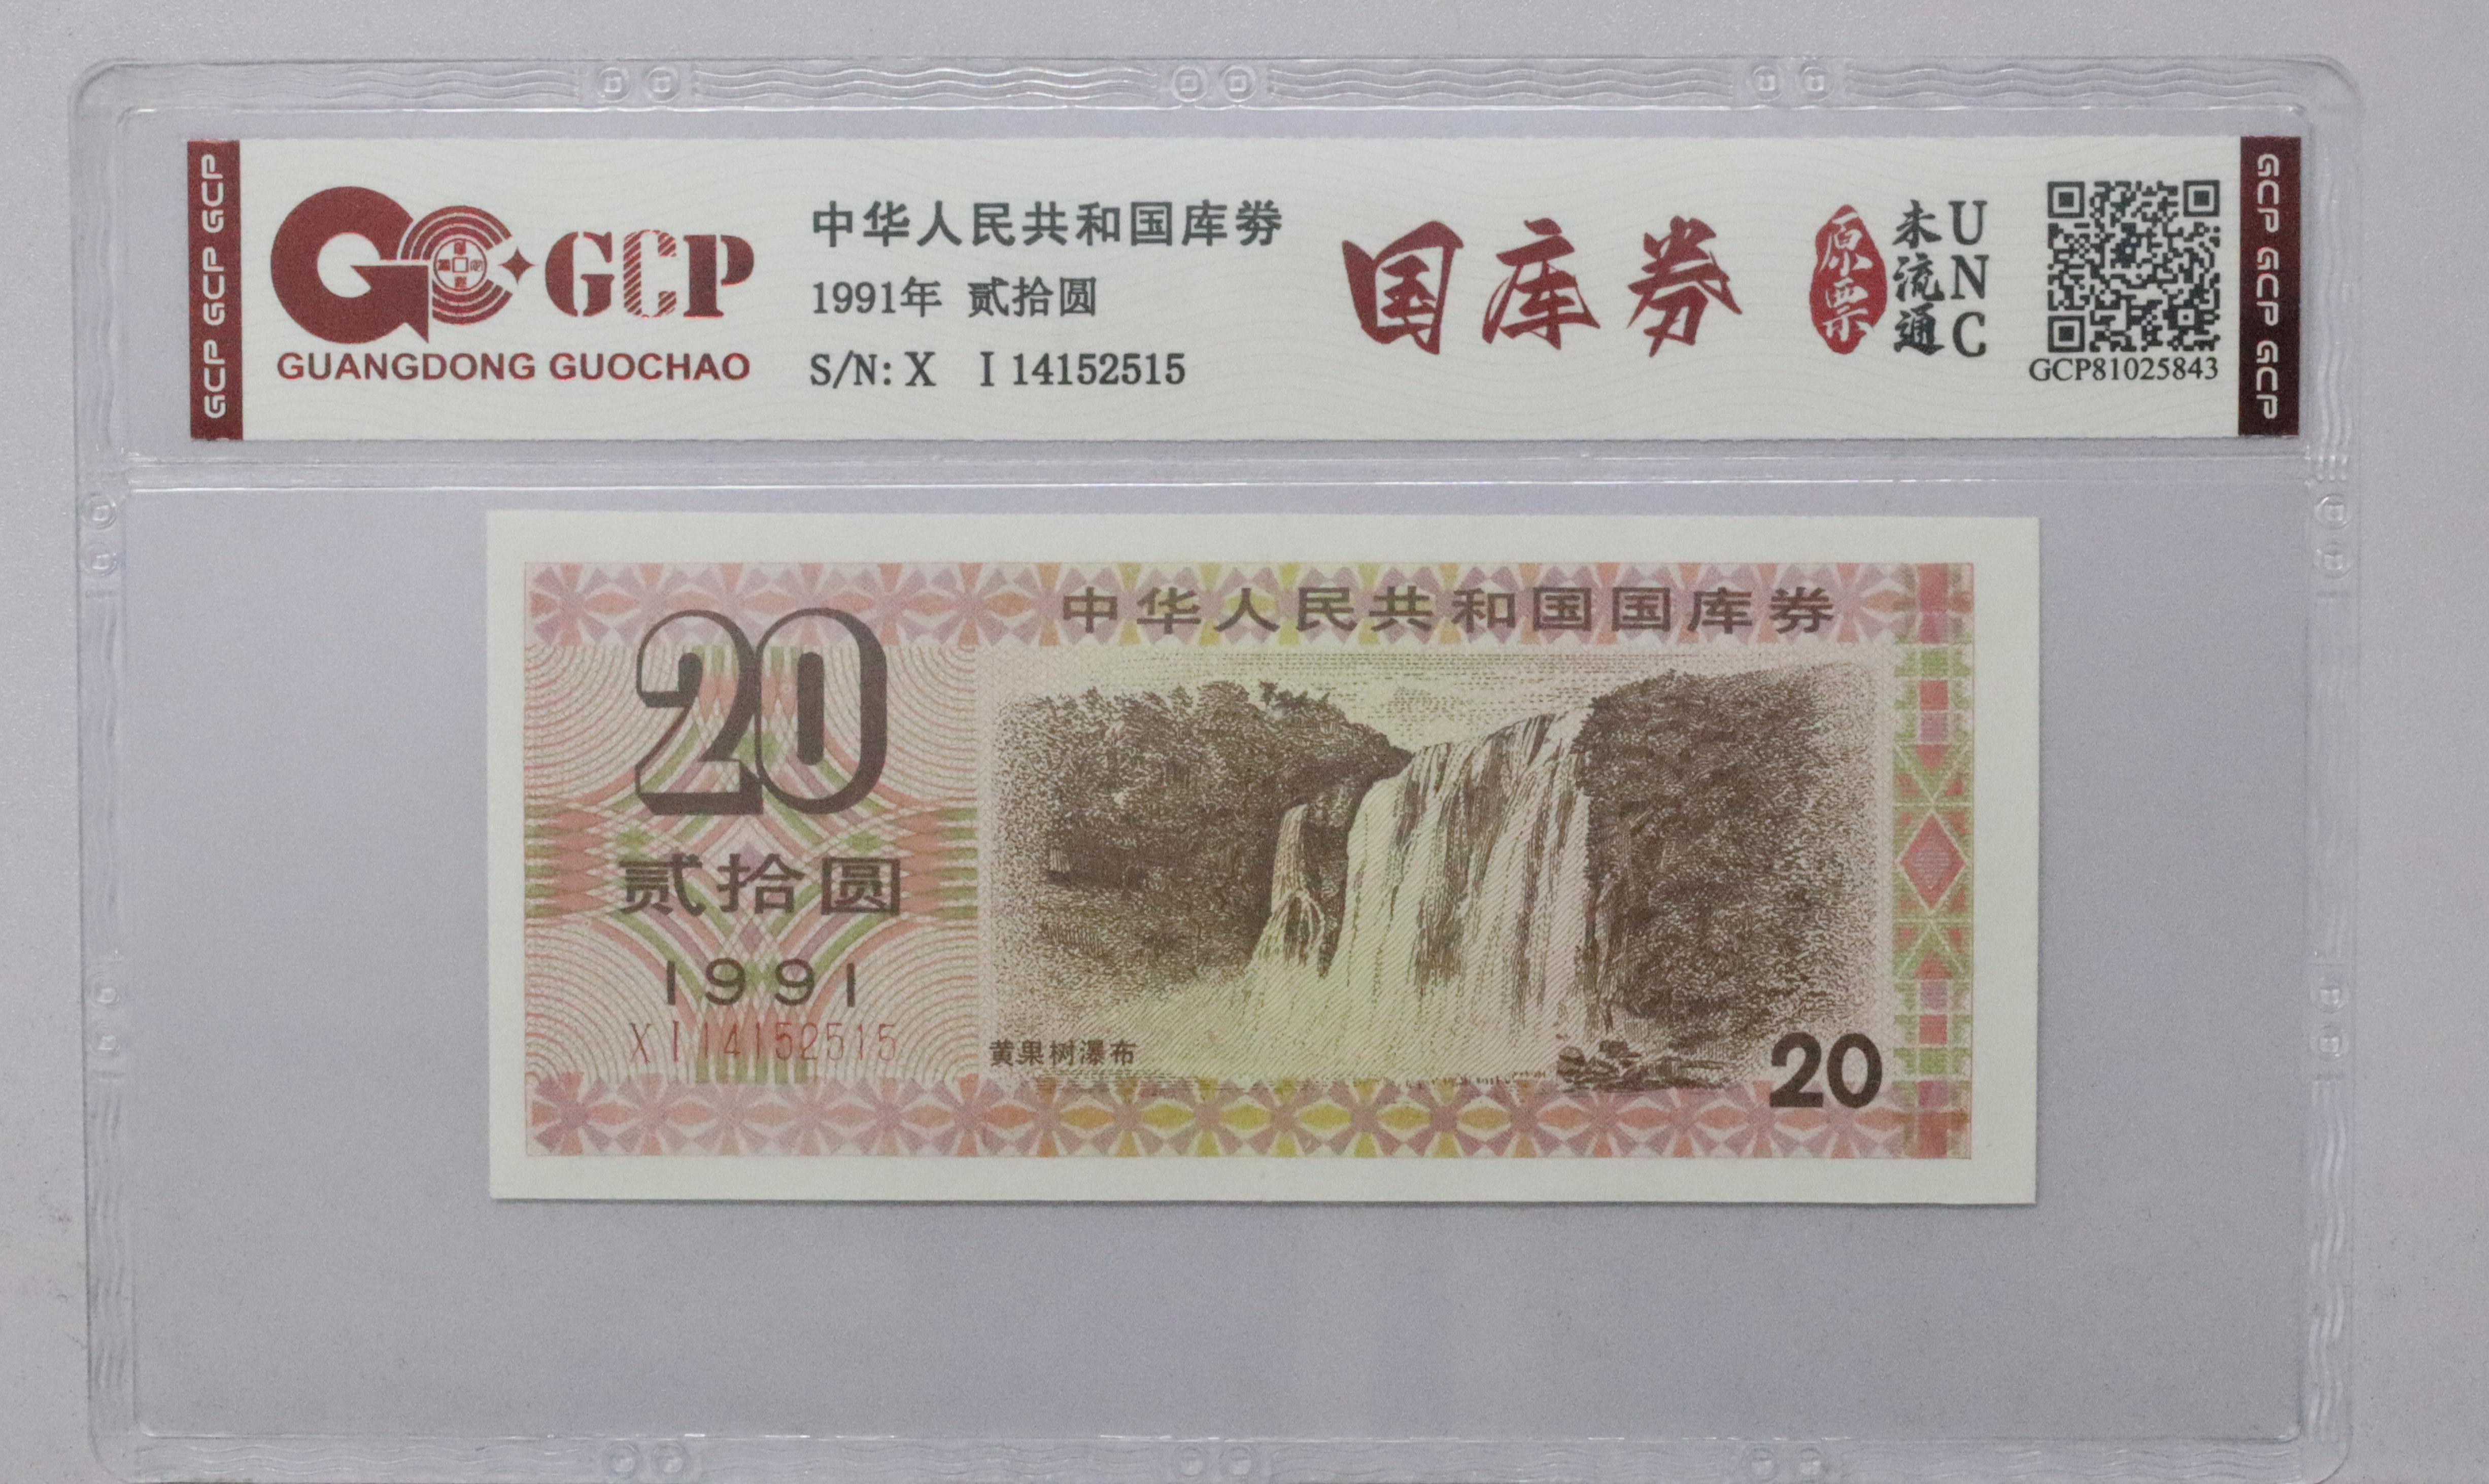 GCP GCP GCP
GCP
GUANGDONG GUOCHAO
中华人民共和国库券
1991年 贰拾圆
S/N: X I 14152515
国库券
原票
未流通
UNC
GCP81025843
GCP GCP GCP
中华人民共和国国库券
20
贰拾圆
1991
X I 14152515
黄果树瀑布
20